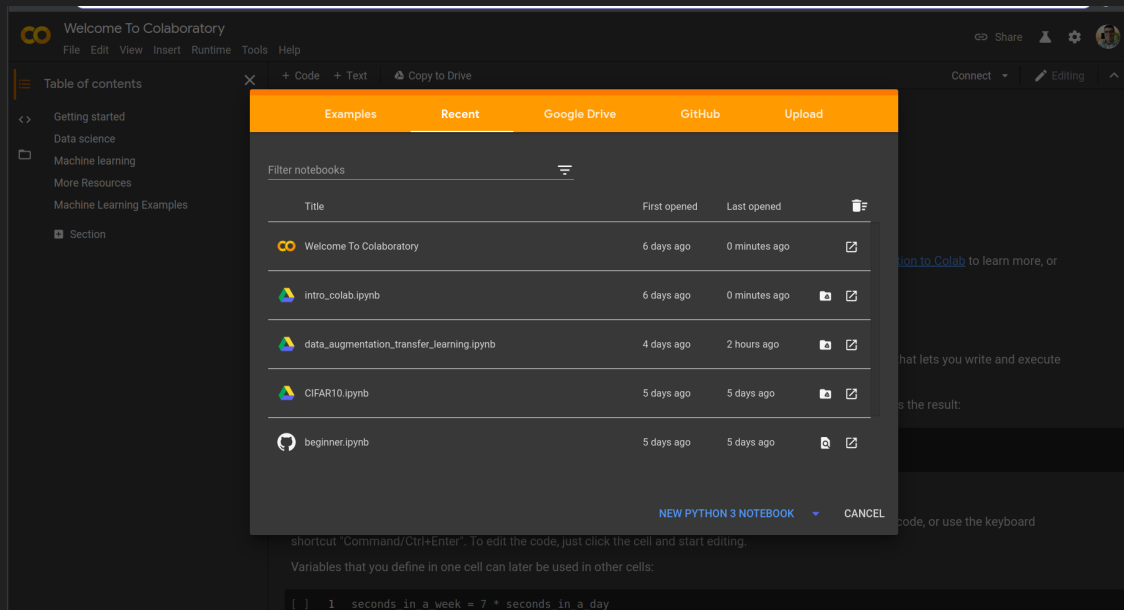 Welcome To Colaboratory
File Edit View Insert Runtime Tools Help
Share
Table of contents
+ Code + Text Copy to Drive
Connect Editing
Getting started
Data science
Machine learning
More Resources
Machine Learning Examples
Section
Examples Recent Google Drive GitHub Upload
Filter notebooks
Title First opened Last opened
Welcome To Colaboratory 6 days ago 0 minutes ago
intro_colab.ipynb 6 days ago 0 minutes ago
data_augmentation_transfer_learning.ipynb 4 days ago 2 hours ago
CIFAR10.ipynb 5 days ago 5 days ago
beginner.ipynb 5 days ago 5 days ago
NEW PYTHON 3 NOTEBOOK CANCEL
tion to Colab to learn more, or
hat lets you write and execute
s the result:
code, or use the keyboard
shortcut "Command/Ctrl+Enter". To edit the code, just click the cell and start editing.
Variables that you define in one cell can later be used in other cells:
[ ] 1 seconds_in_a_week = 7 * seconds_in_a_day